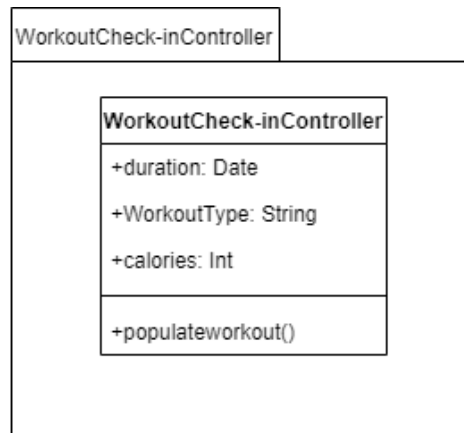 WorkoutCheck-inController
WorkoutCheck-inController
+duration: Date
+WorkoutType: String
+calories: Int
+populateworkout()